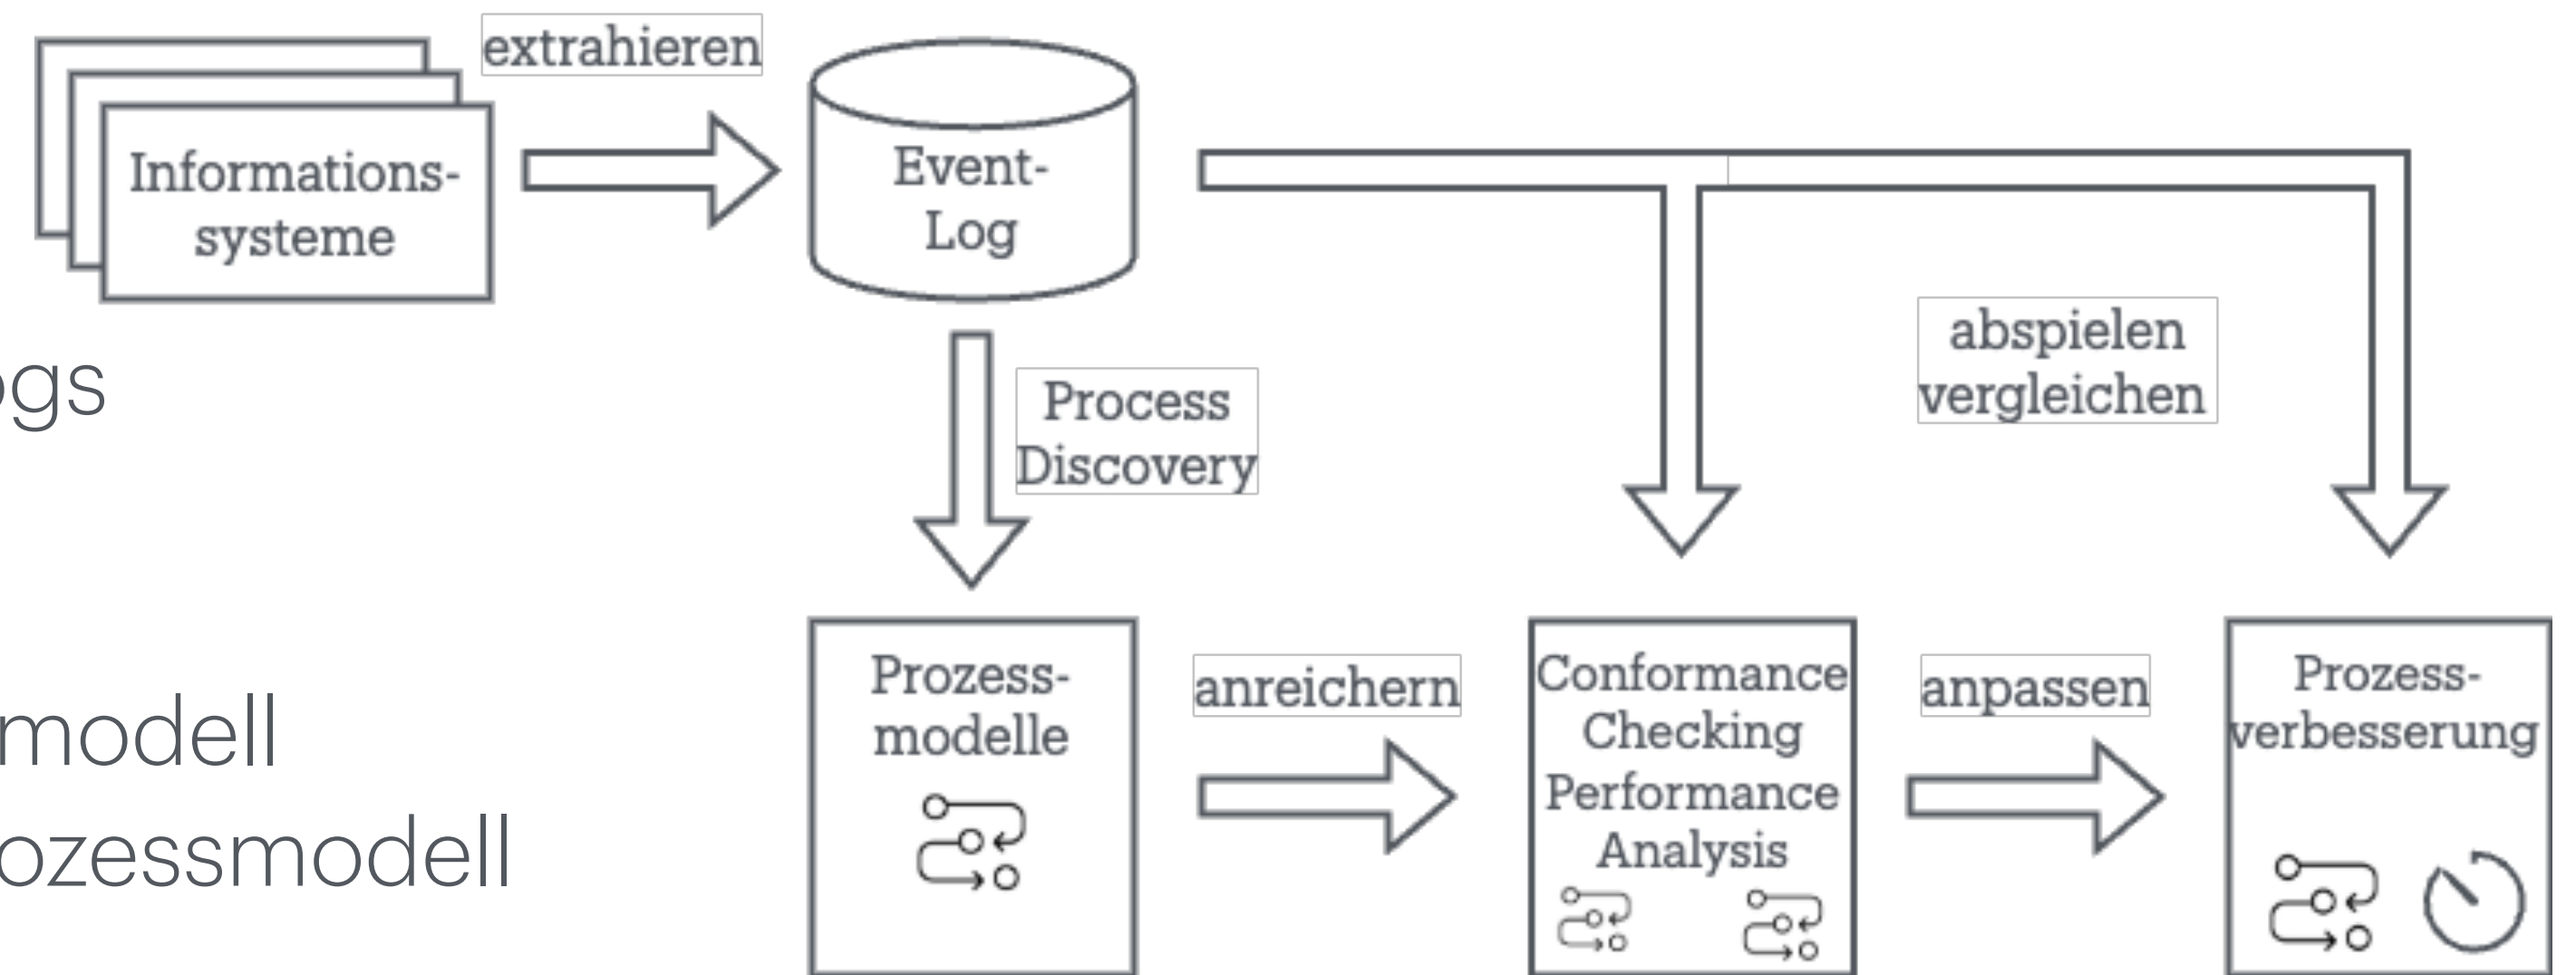 extrahieren
Informations-
systeme
Event-
Log
ogs
Process
Discovery
abspielen
vergleichen
modell
ozessmodell
Prozess-
modelle
anreichern
Conformance
Checking
Performance
Analysis
anpassen
Prozess-
verbesserung